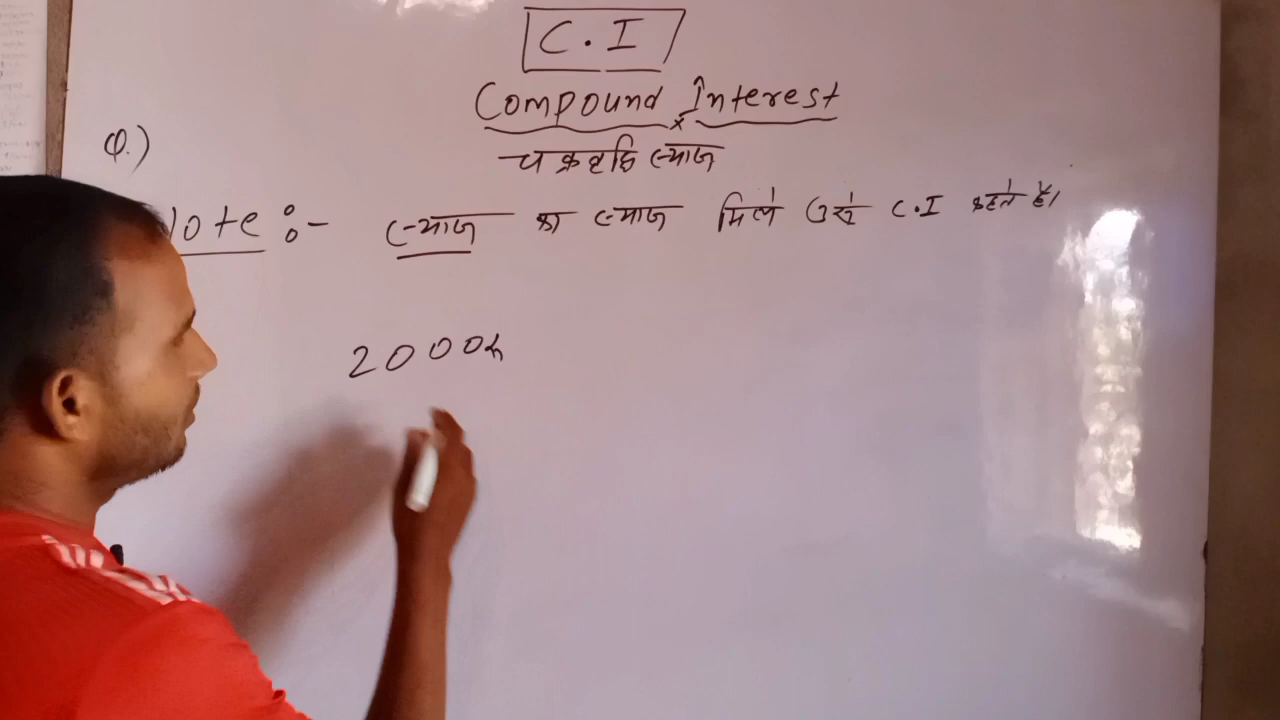 C.I
Compound Interest
चक्रवृद्धि ब्याज
Q.)
Note :- ब्याज का ब्याज मिले उसे C.I कहते हैं।
2000रु